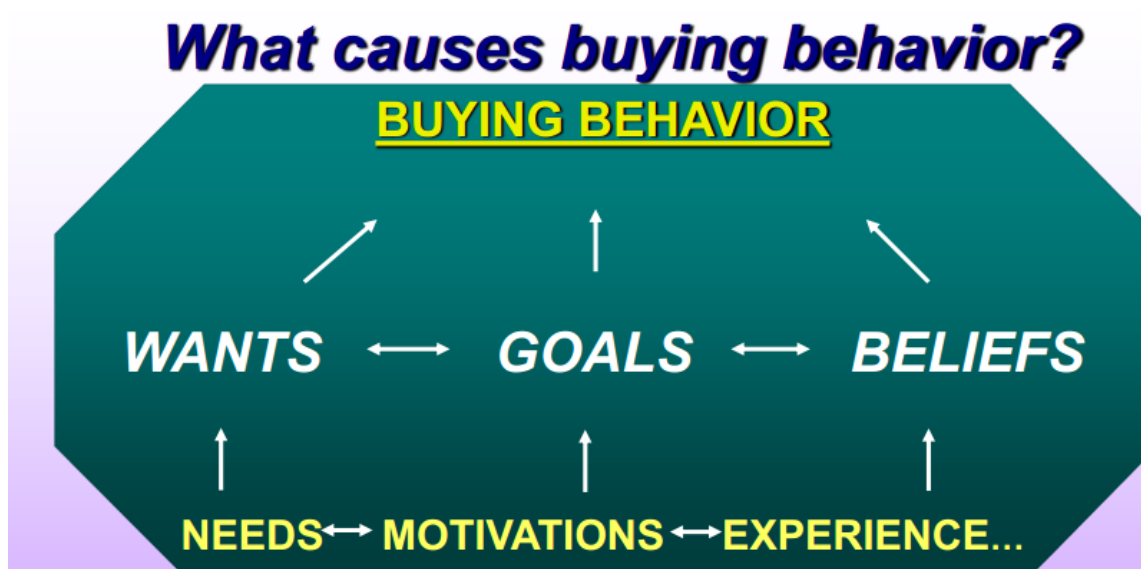 What causes buying behavior?
BUYING BEHAVIOR
WANTS GOALS BELIEFS
NEEDS MOTIVATIONS EXPERIENCE...